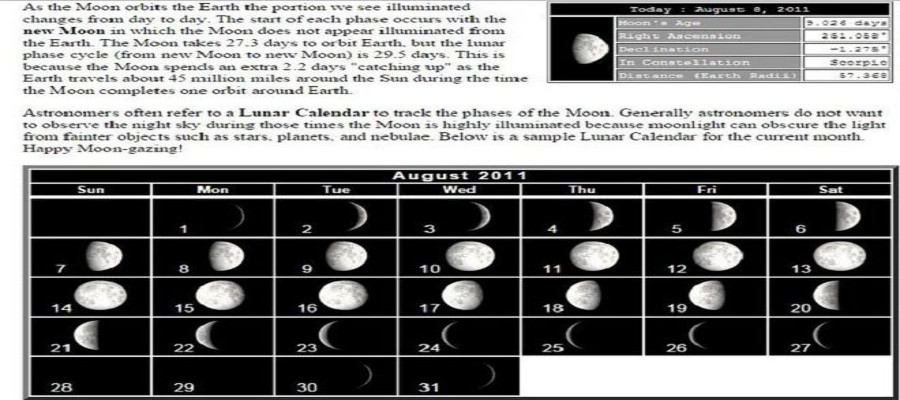 As the Moon orbits the Earth the portion we see illuminated
changes from day to day. The start of each phase occurs with the
new Moon in which the Moon does not appear illuminated from
the Earth. The Moon takes 27.3 days to orbit Earth, but the lunar
phase cycle (from new Moon to new Moon) is 29.5 days. This is
because the Moon spends an extra 2.2 days "catching up" as the
Earth travels about 45 million miles around the Sun during the time
the Moon completes one orbit around Earth.
Today : August 8, 2011
Moon's Age 9.026 days
Right Ascension
Declination
In Constellation Scorpio
Distance (Earth Radii) 57.368
Astronomers often refer to a Lunar Calendar to track the phases of the Moon. Generally astronomers do not want
to observe the night sky during those times the Moon is highly illuminated because moonlight can obscure the light
from fainter objects such as stars, planets, and nebulae. Below is a sample Lunar Calendar for the current month.
Happy Moon-gazing!
August 2011
Sun Mon Tue Wed Thu Fri Sat
1 2 3 4 5 6
7 8 9 10 11 12 13
14 15 16 17 18 19 20
21 22 23 24 25 26 27
28 29 30 31